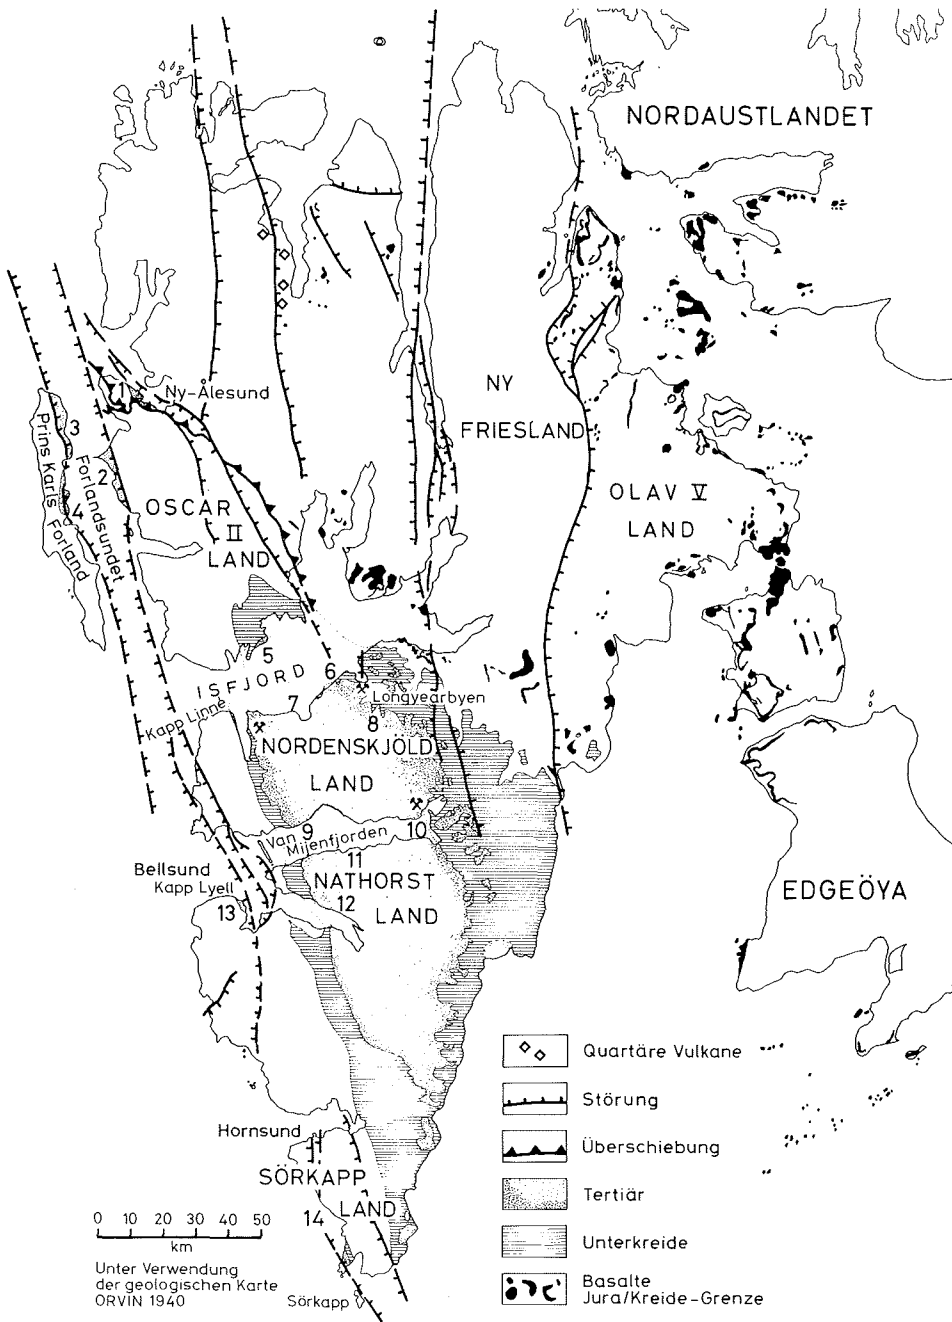 NORDAUSTLANDET
NY
FRIESLAND
Ny-Ålesund
1
3
2
4
Prins Karls Forland
Forlandsundet
OSCAR
II
LAND
OLAV V
LAND
5
6
7
8
ISFJORD
Kapp Linné
Longyearbyen
NORDENSKJÖLD
LAND
9
10
Van
Mijenfjorden
11
Bellsund
Kapp Lyell
NATHORST
12
LAND
13
EDGEÖYA
Hornsund
SÖRKAPP
LAND
14
Sörkapp
0 10 20 30 40 50
km
Unter Verwendung
der geologischen Karte
ORVIN 1940
Quartäre Vulkane
Störung
Überschiebung
Tertiär
Unterkreide
Basalte
Jura/Kreide-Grenze